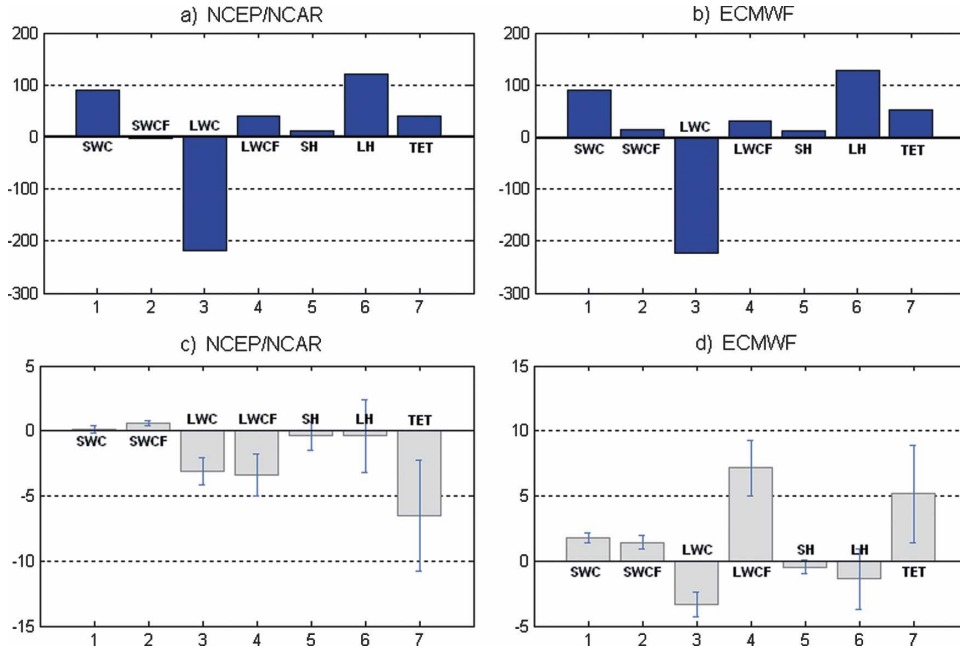 a) NCEP/NCAR
200
100
0
-100
-200
-300
SWC
SWCF
LWC
LWCF
SH
LH
TET
1 2 3 4 5 6 7
b) ECMWF
200
100
0
-100
-200
-300
SWC
SWCF
LWC
LWCF
SH
LH
TET
1 2 3 4 5 6 7
c) NCEP/NCAR
5
0
-5
-10
-15
SWC
SWCF
LWC
LWCF
SH
LH
TET
1 2 3 4 5 6 7
d) ECMWF
15
10
5
0
-5
SWC
SWCF
LWC
LWCF
SH
LH
TET
1 2 3 4 5 6 7